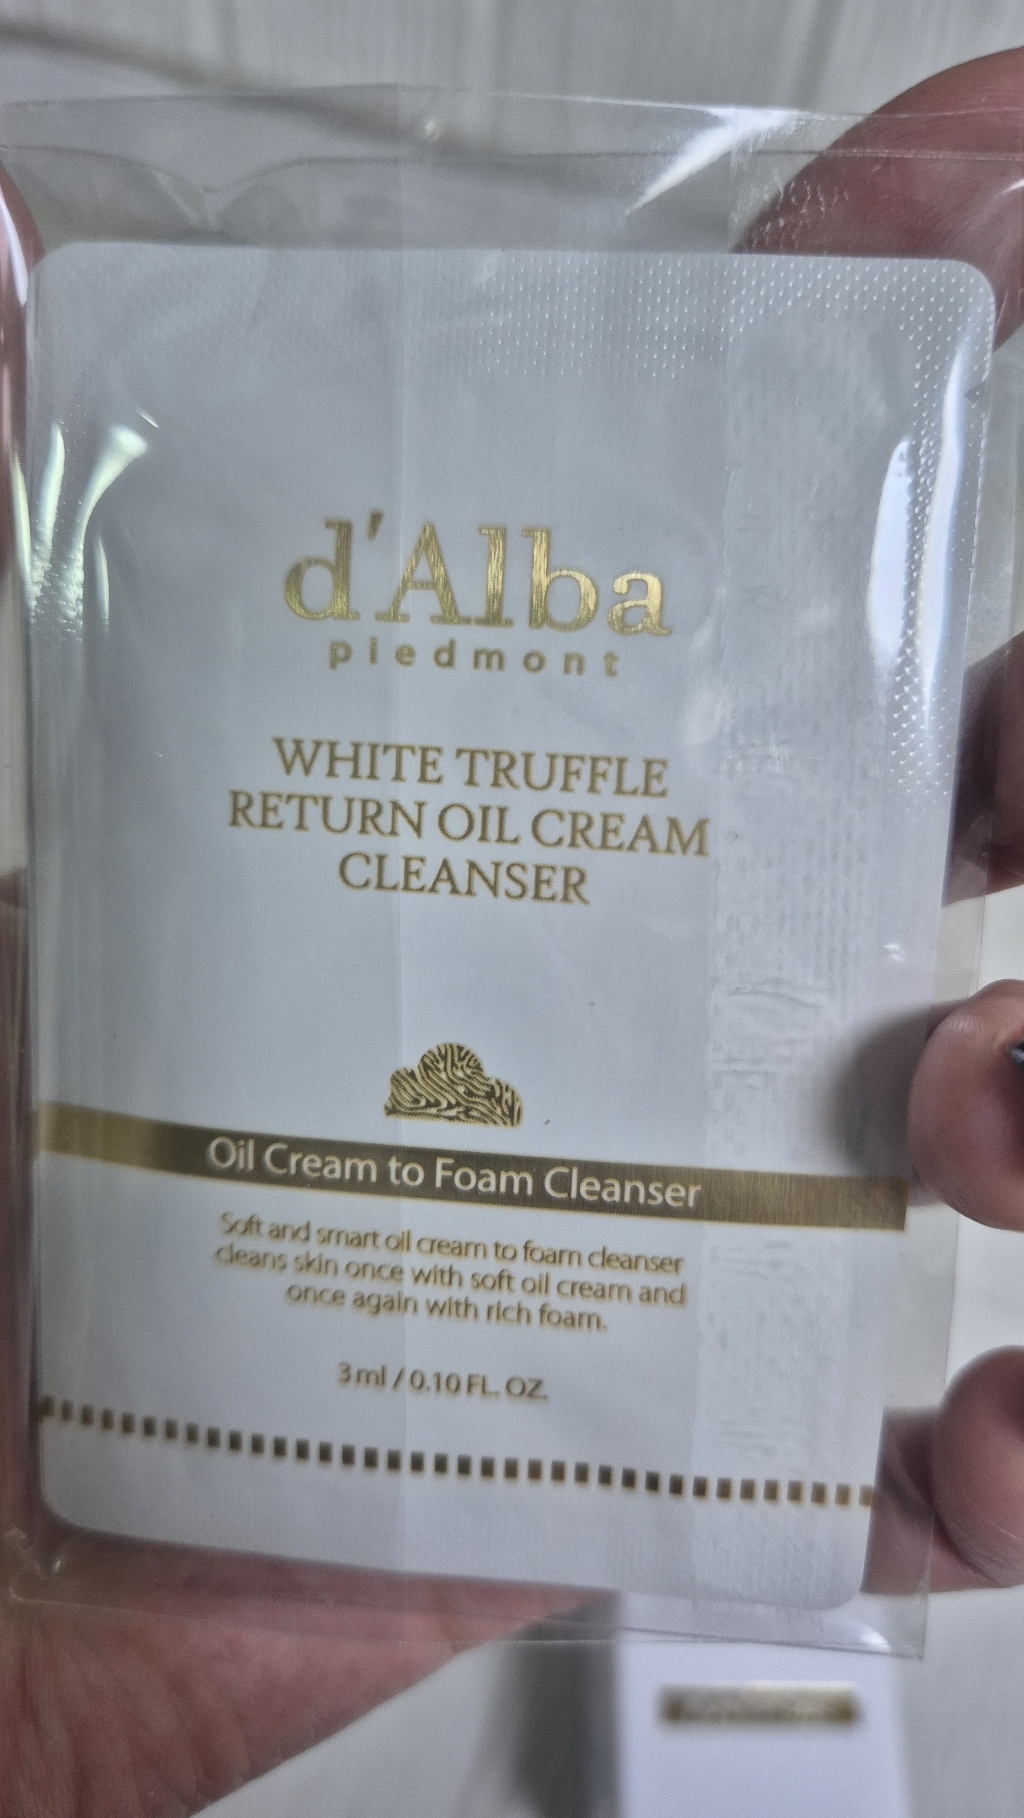 d'Alba
piedmont
WHITE TRUFFLE
RETURN OIL CREAM
CLEANSER
Oil Cream to Foam Cleanser
Soft and smart oil cream to foam cleanser
cleans skin once with soft oil cream and
once again with rich foam.
3 ml / 0.10 FL. OZ.